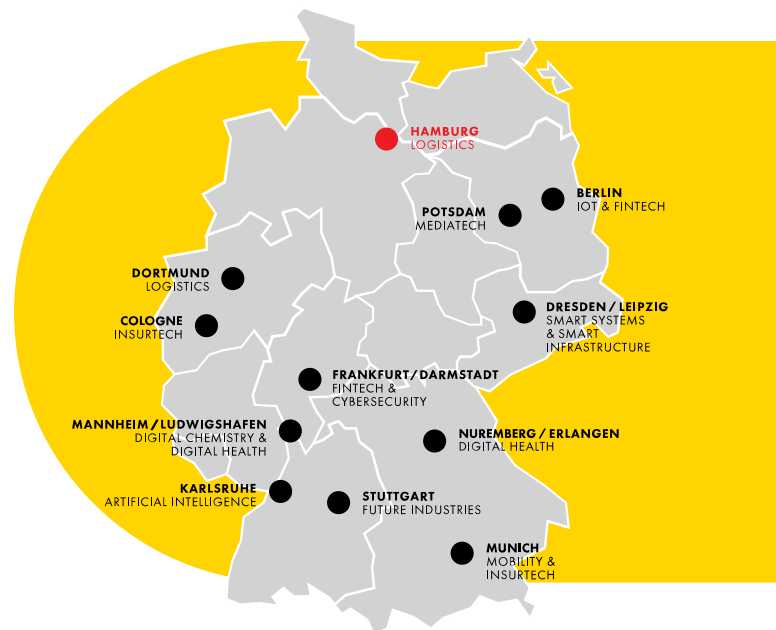 HAMBURG
LOGISTICS
BERLIN
IOT & FINTECH
POTSDAM
MEDIATECH
DORTMUND
LOGISTICS
COLOGNE
INSURTECH
DRESDEN / LEIPZIG
SMART SYSTEMS
& SMART
INFRASTRUCTURE
FRANKFURT/DARMSTADT
FINTECH &
CYBERSECURITY
MANNHEIM/LUDWIGSHAFEN
DIGITAL CHEMISTRY &
DIGITAL HEALTH
NUREMBERG / ERLANGEN
DIGITAL HEALTH
KARLSRUHE
ARTIFICIAL INTELLIGENCE
STUTTGART
FUTURE INDUSTRIES
MUNICH
MOBILITY &
INSURTECH